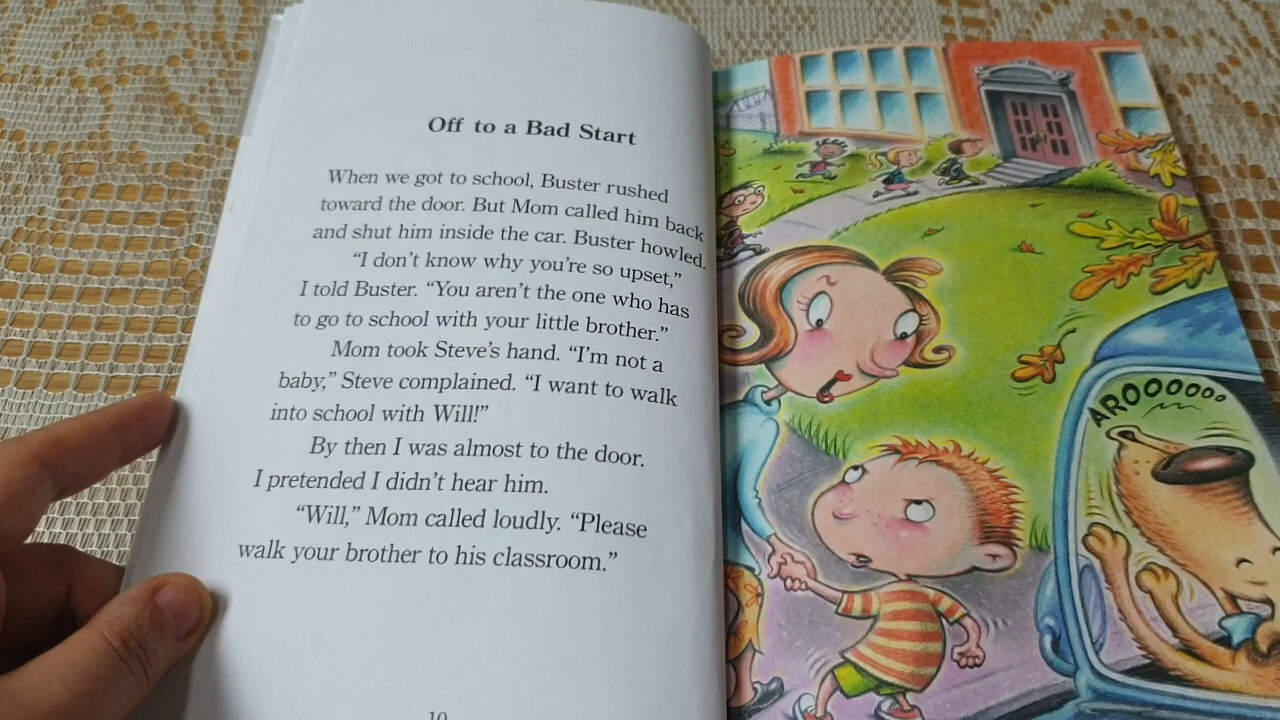 Off to a Bad Start
When we got to school, Buster rushed
toward the door. But Mom called him back
and shut him inside the car. Buster howled.
“I don’t know why you’re so upset,”
I told Buster. “You aren’t the one who has
to go to school with your little brother.”
Mom took Steve’s hand. “I’m not a
baby,” Steve complained. “I want to walk
into school with Will!”
By then I was almost to the door.
I pretended I didn’t hear him.
“Will,” Mom called loudly. “Please
walk your brother to his classroom.”
10
AROOOOOOO